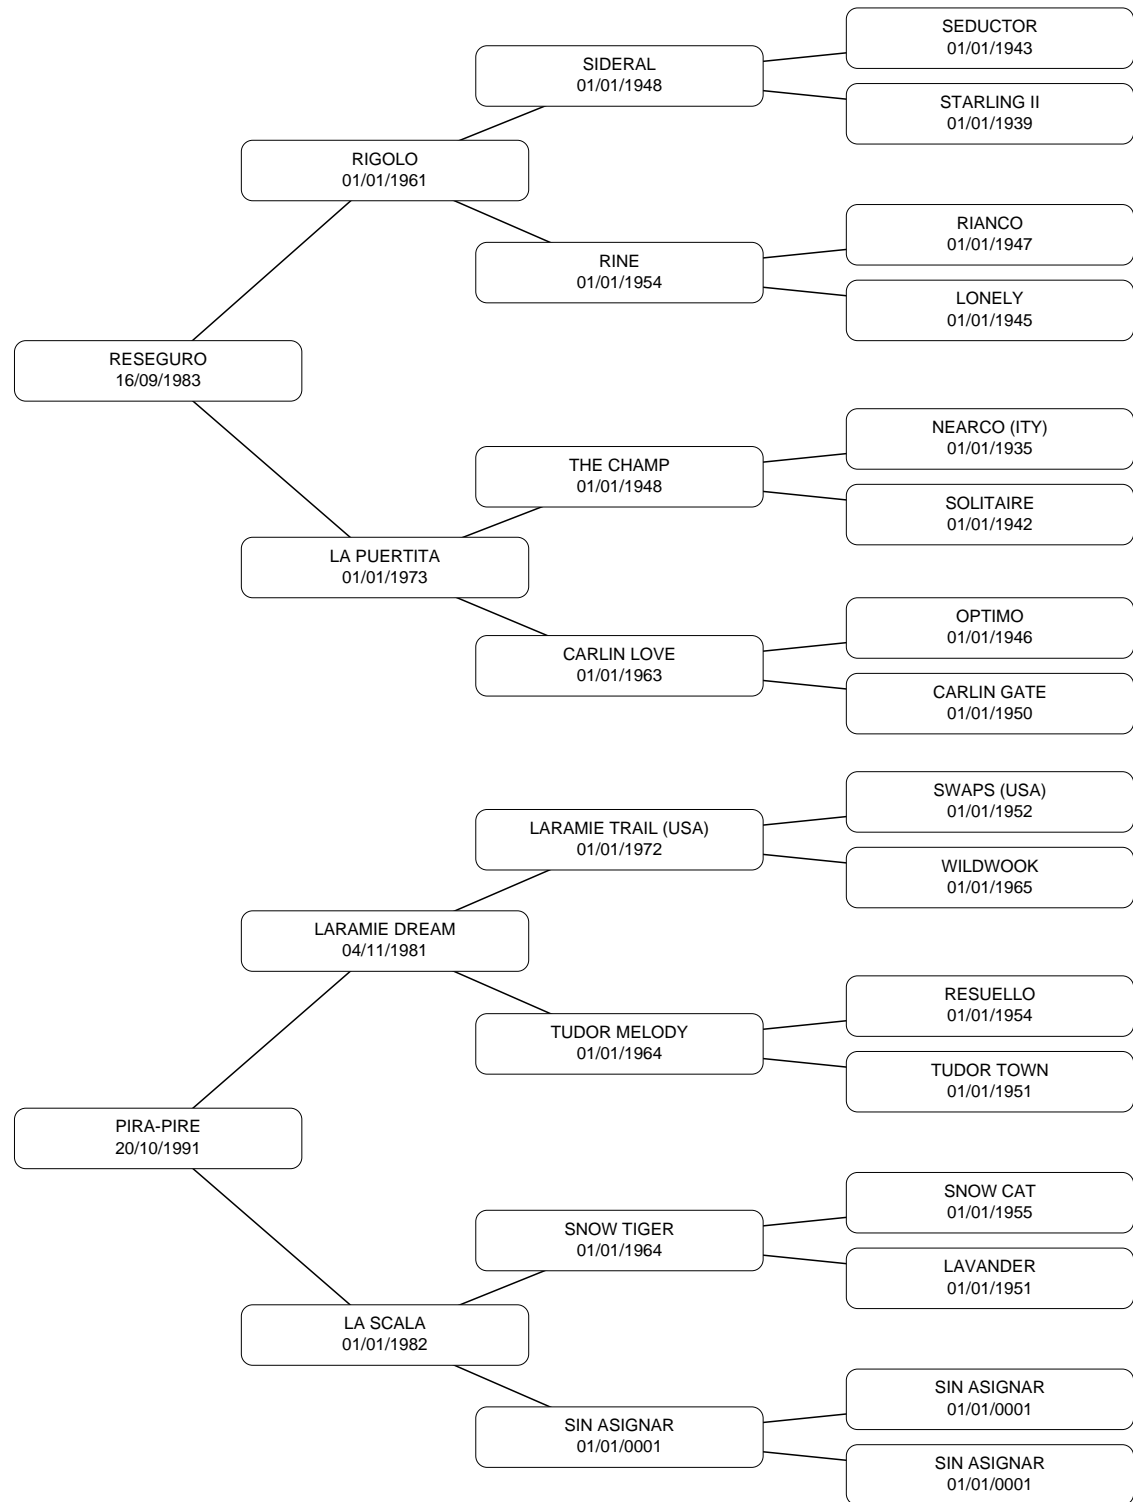 SEDUCTOR
01/01/1943
SIDERAL
01/01/1948
STARLING II
01/01/1939
RIGOLO
01/01/1961
RIANCO
01/01/1947
RINE
01/01/1954
LONELY
01/01/1945
RESEGURO
16/09/1983
NEARCO (ITY)
01/01/1935
THE CHAMP
01/01/1948
SOLITAIRE
01/01/1942
LA PUERTITA
01/01/1973
OPTIMO
01/01/1946
CARLIN LOVE
01/01/1963
CARLIN GATE
01/01/1950
SWAPS (USA)
01/01/1952
LARAMIE TRAIL (USA)
01/01/1972
WILDWOOK
01/01/1965
LARAMIE DREAM
04/11/1981
RESUELLO
01/01/1954
TUDOR MELODY
01/01/1964
TUDOR TOWN
01/01/1951
PIRA-PIRE
20/10/1991
SNOW CAT
01/01/1955
SNOW TIGER
01/01/1964
LAVANDER
01/01/1951
LA SCALA
01/01/1982
SIN ASIGNAR
01/01/0001
SIN ASIGNAR
01/01/0001
SIN ASIGNAR
01/01/0001